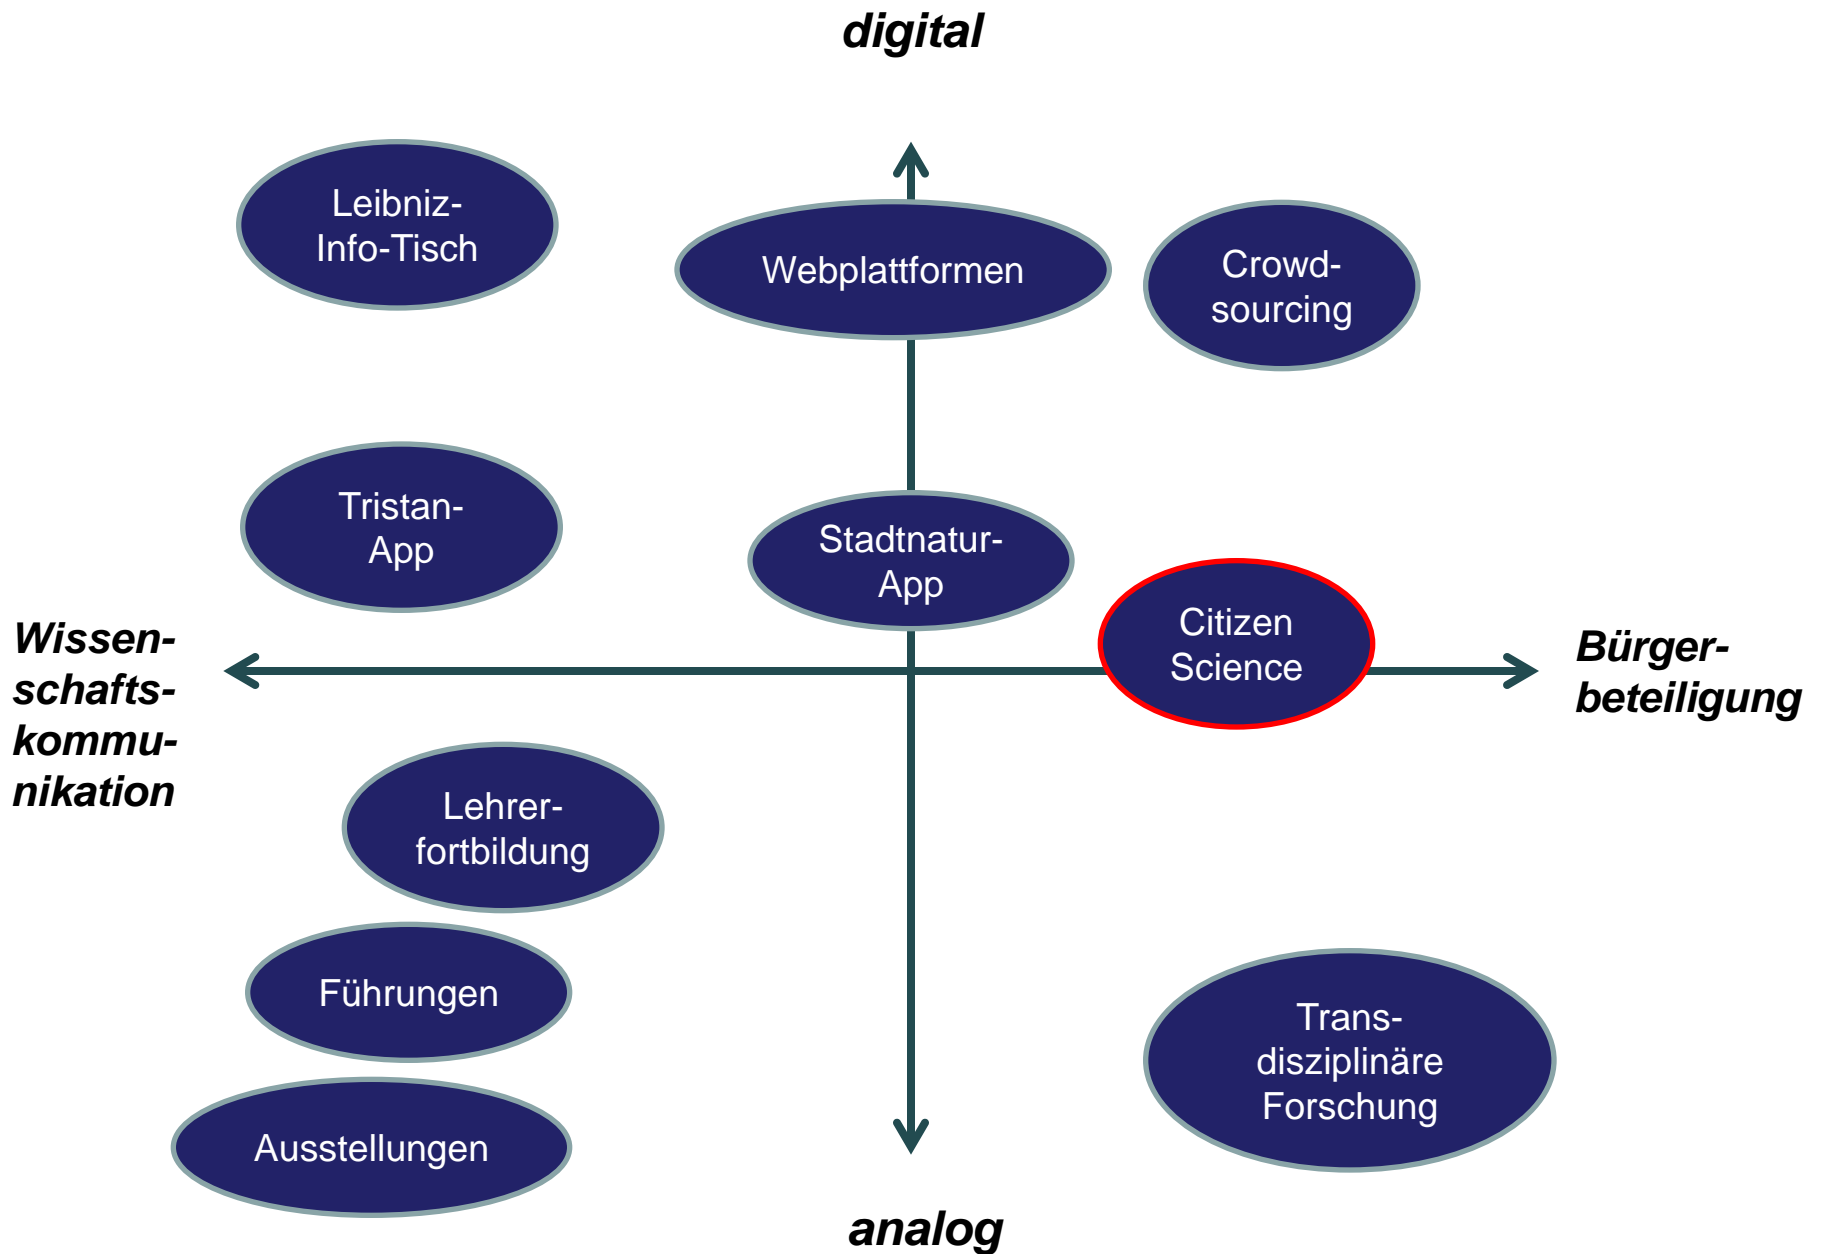 digital
Leibniz-
Info-Tisch
Webplattformen
Crowd-
sourcing
Tristan-
App
Stadtnatur-
App
Citizen
Science
Wissen-
schafts-
kommu-
nikation
Bürger-
beteiligung
Lehrer-
fortbildung
Führungen
Trans-
disziplinäre
Forschung
Ausstellungen
analog